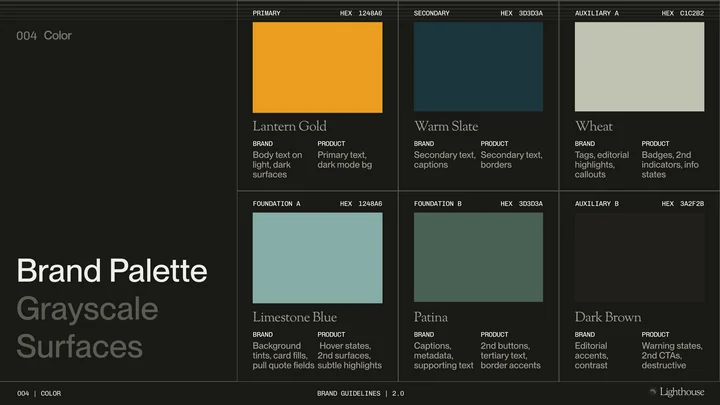 004 Color
Brand Palette
Grayscale
Surfaces
PRIMARY HEX 1248A6
Lantern Gold
BRAND
Body text on
light, dark
surfaces
PRODUCT
Primary text,
dark mode bg
SECONDARY HEX 3D3D3A
Warm Slate
BRAND
Secondary text,
captions
PRODUCT
Secondary text,
borders
AUXILIARY A HEX C1C2B2
Wheat
BRAND
Tags, editorial
highlights,
callouts
PRODUCT
Badges, 2nd
indicators, info
states
FOUNDATION A HEX 1248A6
Limestone Blue
BRAND
Background
tints, card fills,
pull quote fields
PRODUCT
Hover states,
2nd surfaces,
subtle highlights
FOUNDATION B HEX 3D3D3A
Patina
BRAND
Captions,
metadata,
supporting text
PRODUCT
2nd buttons,
tertiary text,
border accents
AUXILIARY B HEX 3A2F2B
Dark Brown
BRAND
Editorial
accents,
contrast
PRODUCT
Warning states,
2nd CTAs,
destructive
004 | COLOR
BRAND GUIDELINES | 2.0
Lighthouse